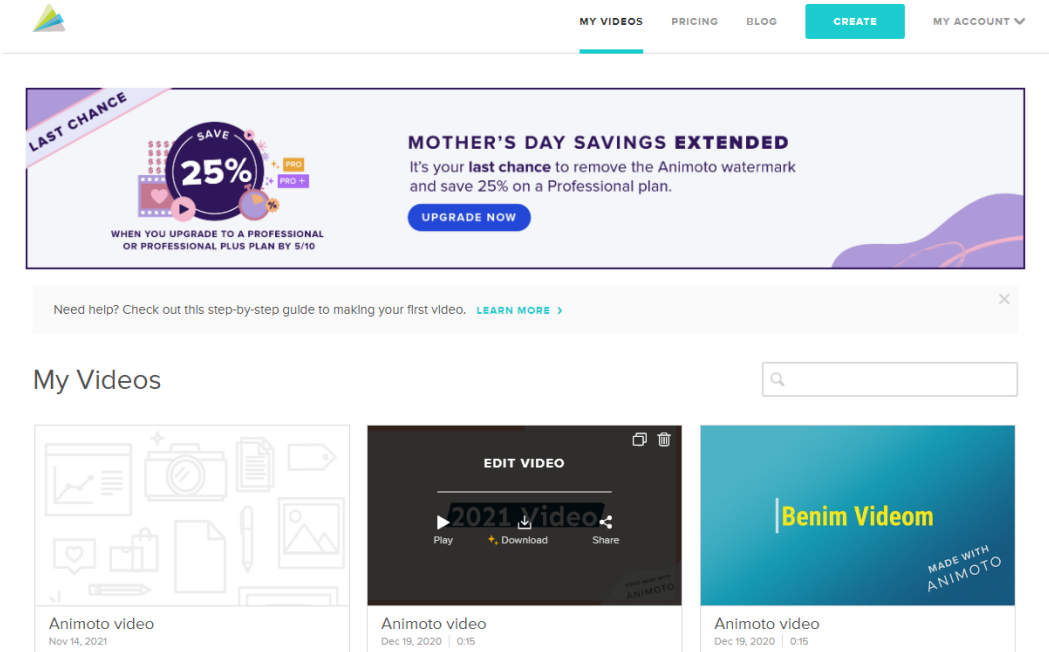 MY VIDEOS
PRICING
BLOG
CREATE
MY ACCOUNT
LAST CHANCE
SAVE
25%
PRO
PRO +
%
WHEN YOU UPGRADE TO A PROFESSIONAL
OR PROFESSIONAL PLUS PLAN BY 5/10
MOTHER'S DAY SAVINGS EXTENDED
It's your last chance to remove the Animoto watermark
and save 25% on a Professional plan.
UPGRADE NOW
Need help? Check out this step-by-step guide to making your first video. LEARN MORE >
My Videos
EDIT VIDEO
2021 Video
Play
Download
Share
VIDEO MADE WITH
ANIMOTO
Benim Videom
MADE WITH
ANIMOTO
Animoto video
Nov 14, 2021
Animoto video
Dec 19, 2020 | 0:15
Animoto video
Dec 19, 2020 | 0:15